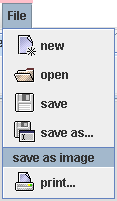 File
new
open
save
save as...
save as image
print...